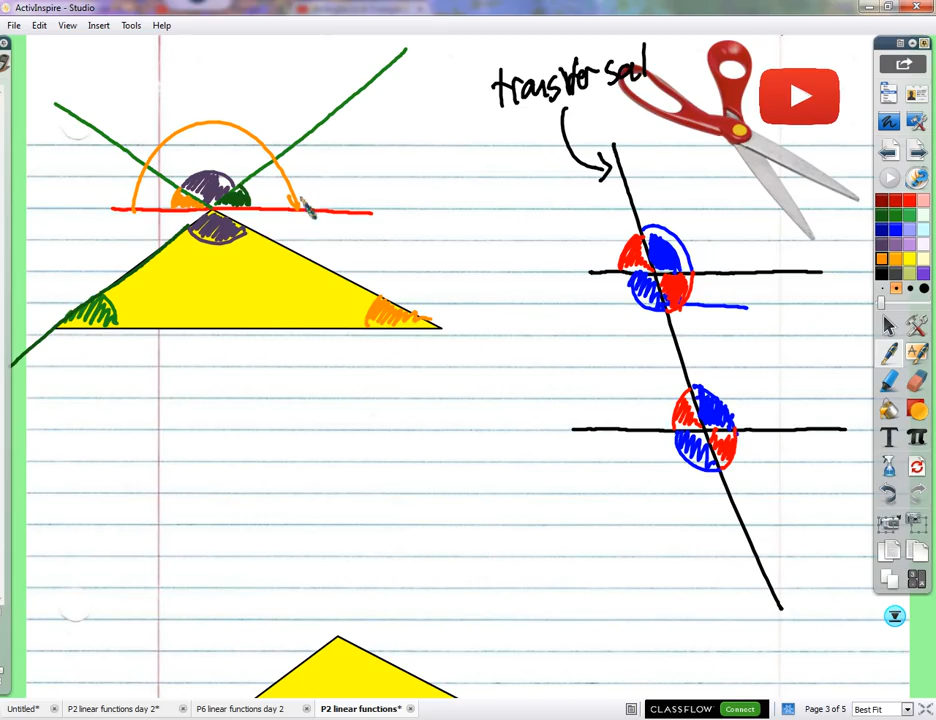 ActivInspire - Studio
File Edit View Insert Tools Help
transversal
Untitled* P2 linear functions day 2* P6 linear functions day 2 P2 linear functions*
CLASSFLOW Connect
Page 3 of 5
Best Fit